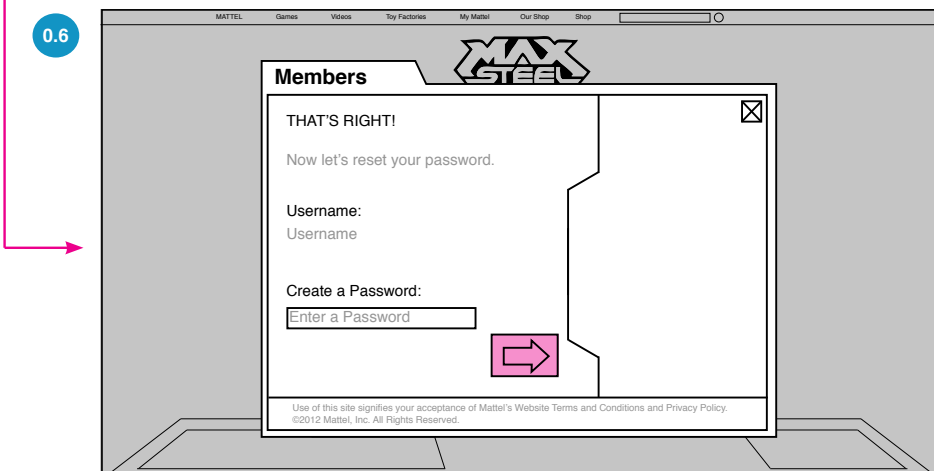 0.6
MATTEL Games Videos Toy Factories My Mattel Our Shop Shop
MAX
STEEL
Members
THAT'S RIGHT!
Now let's reset your password.
Username:
Username
Create a Password:
Enter a Password
Use of this site signifies your acceptance of Mattel's Website Terms and Conditions and Privacy Policy.
©2012 Mattel, Inc. All Rights Reserved.